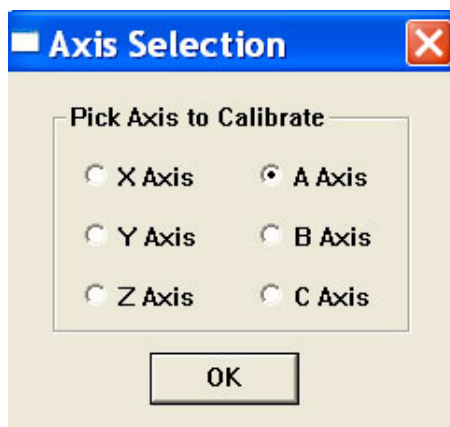 Axis Selection
Pick Axis to Calibrate
X Axis A Axis
Y Axis B Axis
Z Axis C Axis
OK